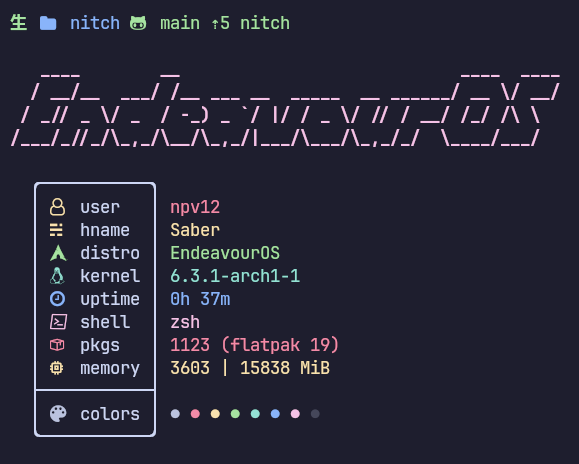 生 nitch main ↑5 nitch
EndeavourOS
user npv12
hname Saber
distro EndeavourOS
kernel 6.3.1-arch1-1
uptime 0h 37m
shell zsh
pkgs 1123 (flatpak 19)
memory 3603 | 15838 MiB
colors